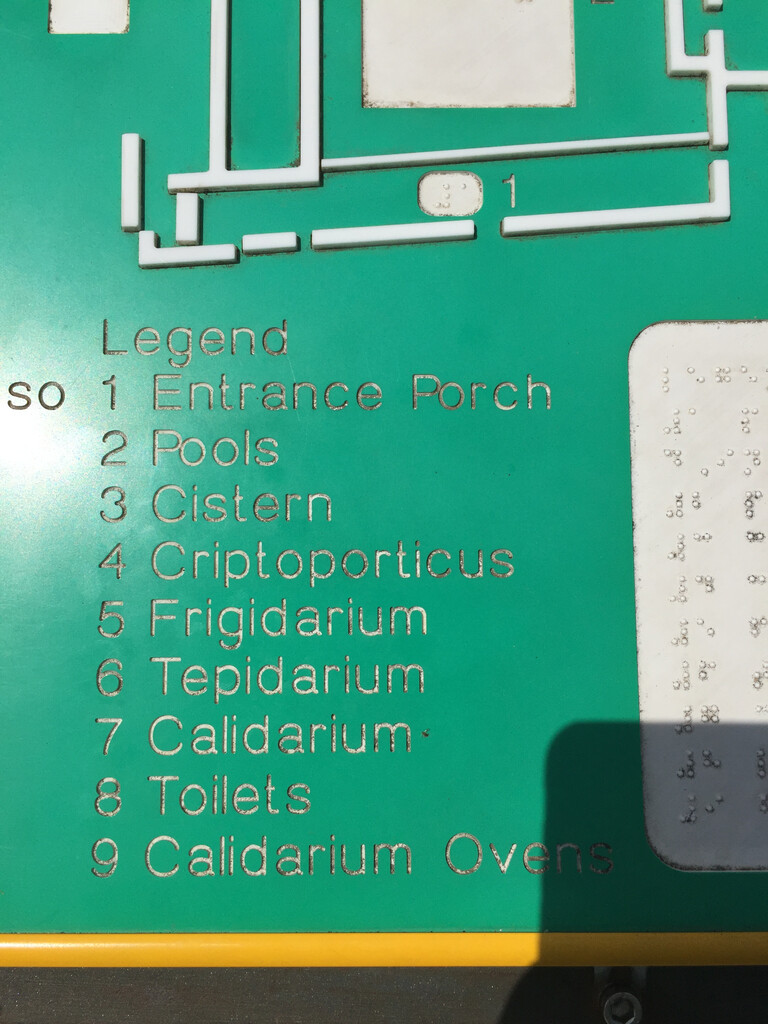 1
Legend
so 1 Entrance Porch
2 Pools
3 Cistern
4 Criptoporticus
5 Frigidarium
6 Tepidarium
7 Calidarium
8 Toilets
9 Calidarium Ovens